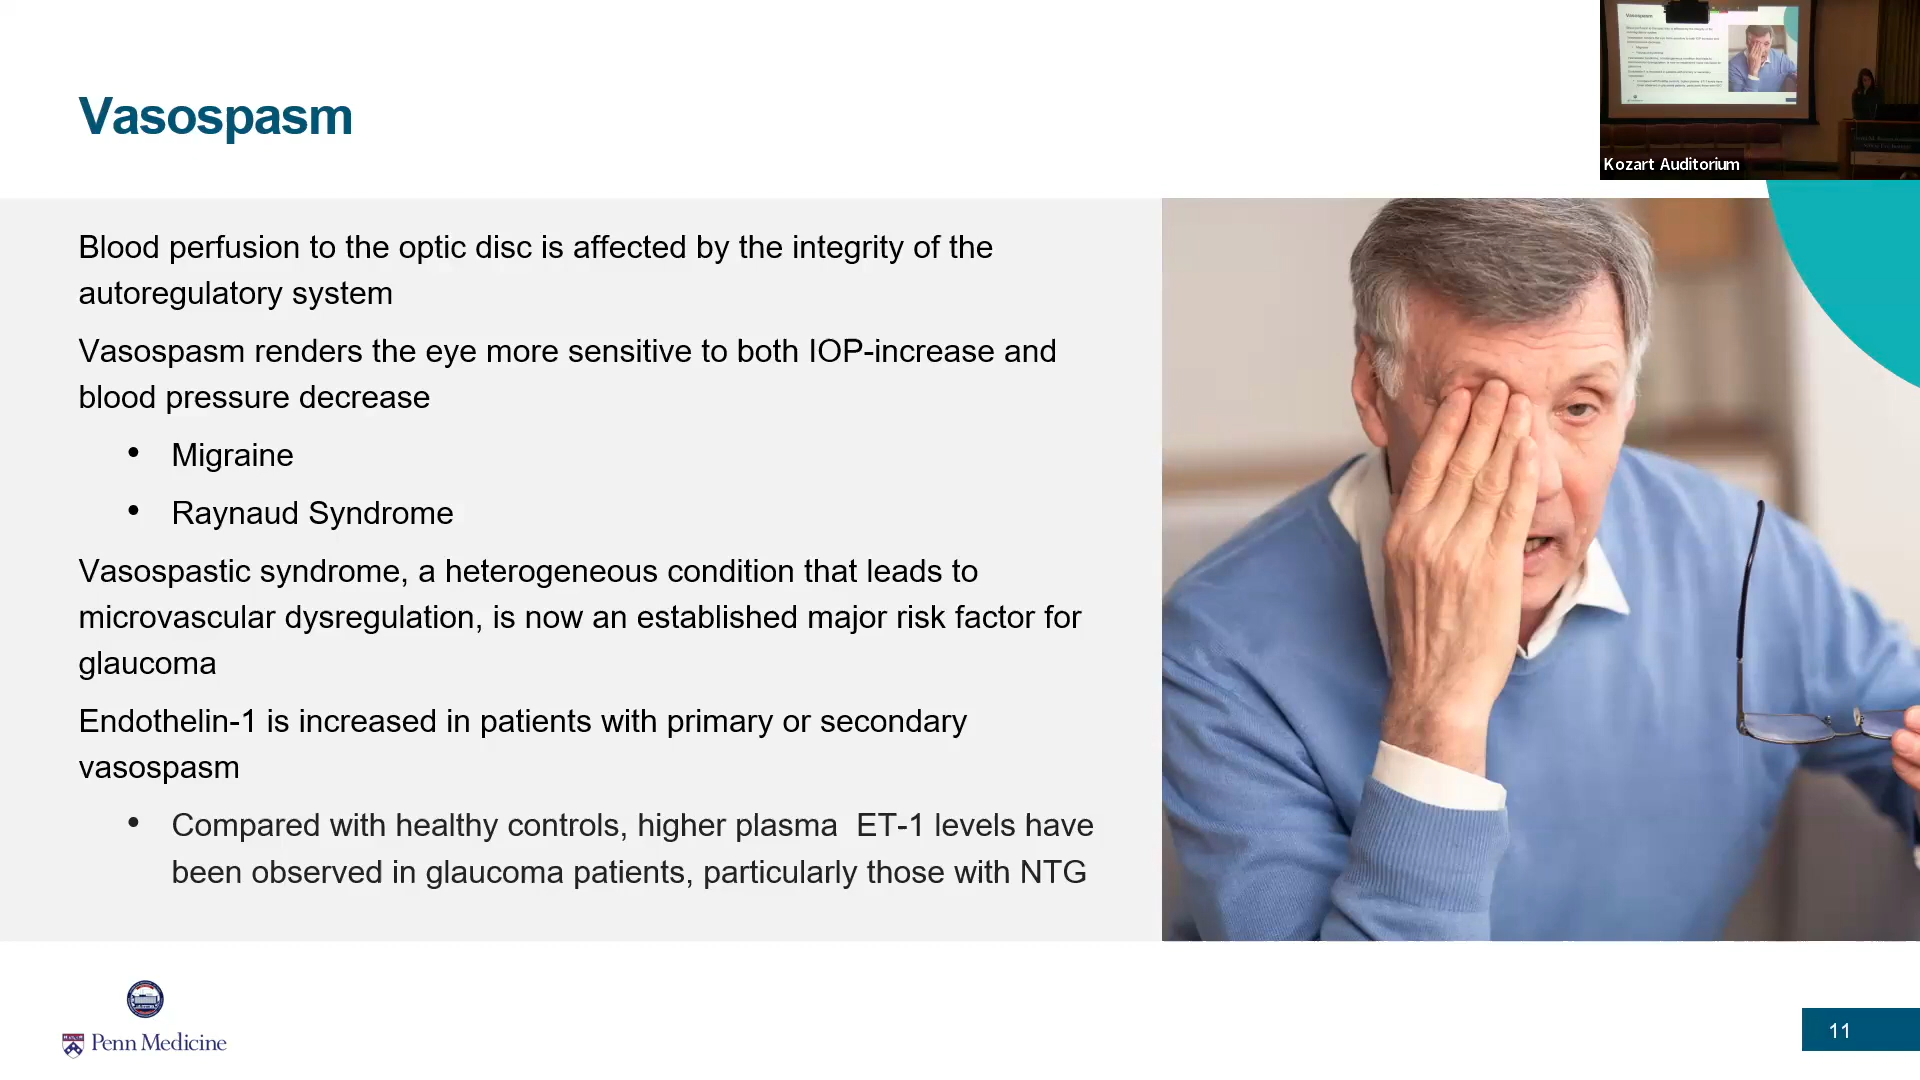 Vasospasm
Kozart Auditorium
Blood perfusion to the optic disc is affected by the integrity of the
autoregulatory system
Vasospasm renders the eye more sensitive to both IOP-increase and
blood pressure decrease
• Migraine
• Raynaud Syndrome
Vasospastic syndrome, a heterogeneous condition that leads to
microvascular dysregulation, is now an established major risk factor for
glaucoma
Endothelin-1 is increased in patients with primary or secondary
vasospasm
• Compared with healthy controls, higher plasma  ET-1 levels have
been observed in glaucoma patients, particularly those with NTG
Penn Medicine
11